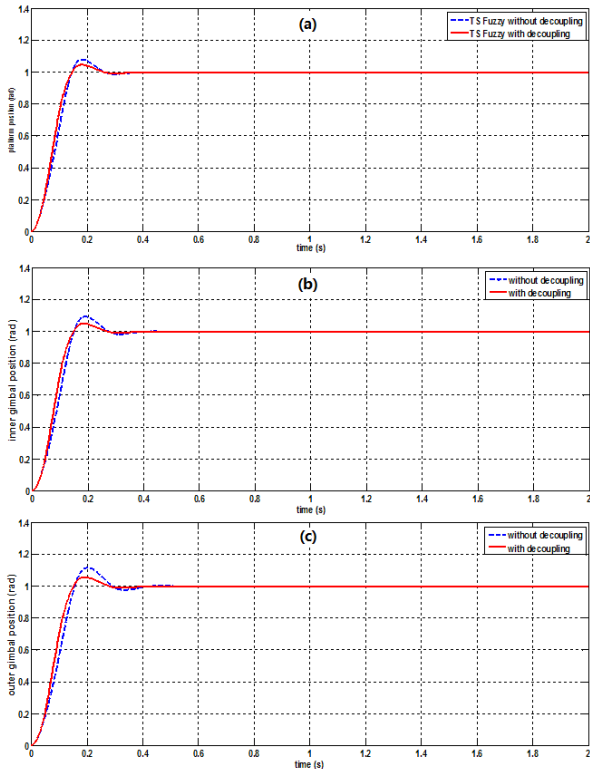 (a)
TS Fuzzy without decoupling
TS Fuzzy with decoupling
platform position (rad)
1.4
1.2
1
0.8
0.6
0.4
0.2
0
0 0.2 0.4 0.6 0.8 1 1.2 1.4 1.6 1.8 2
time (s)
(b)
without decoupling
with decoupling
inner gimbal position (rad)
1.4
1.2
1
0.8
0.6
0.4
0.2
0
0 0.2 0.4 0.6 0.8 1 1.2 1.4 1.6 1.8 2
time (s)
(c)
without decoupling
with decoupling
outer gimbal position (rad)
1.4
1.2
1
0.8
0.6
0.4
0.2
0
0 0.2 0.4 0.6 0.8 1 1.2 1.4 1.6 1.8 2
time (s)